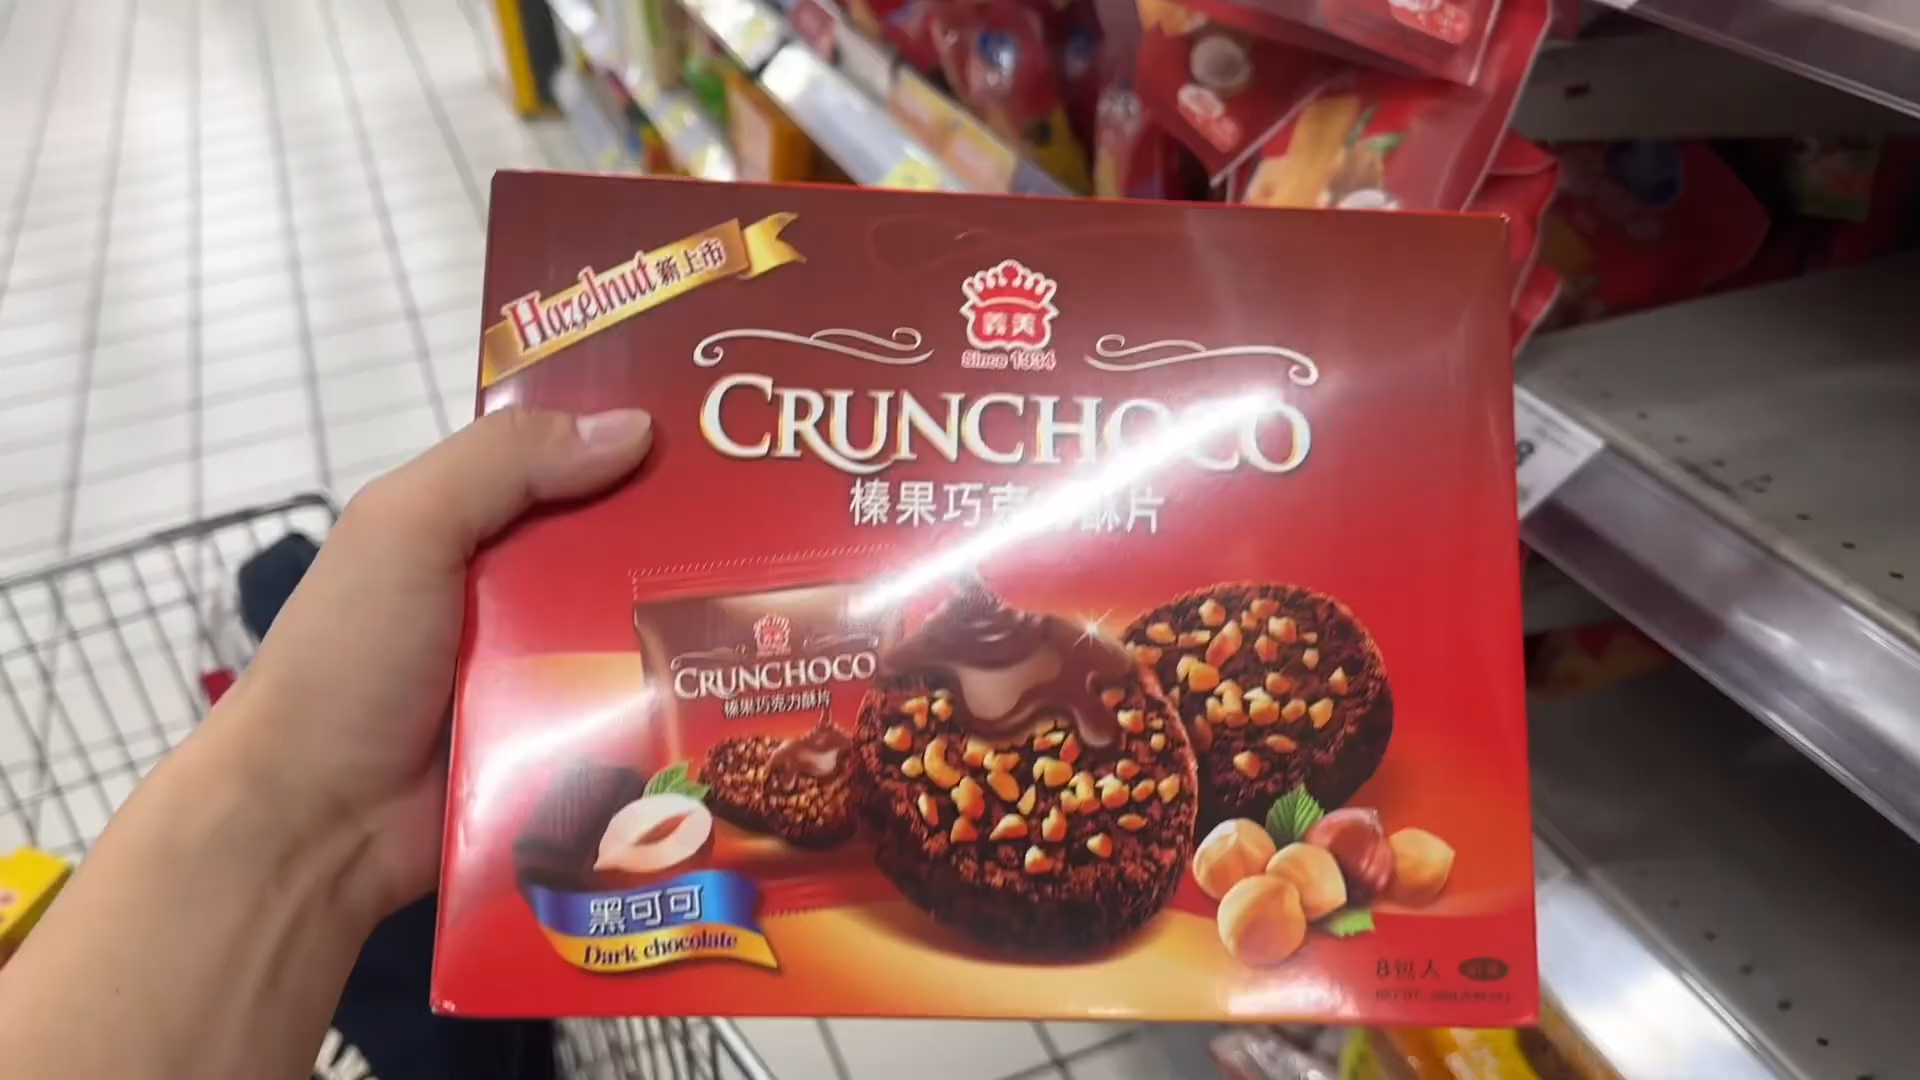 Hazelnut 新上市
義美
Since 1934
CRUNCHOCO
榛果巧克力酥片
CRUNCHOCO
榛果巧克力酥片
黑可可
Dark chocolate
8包入